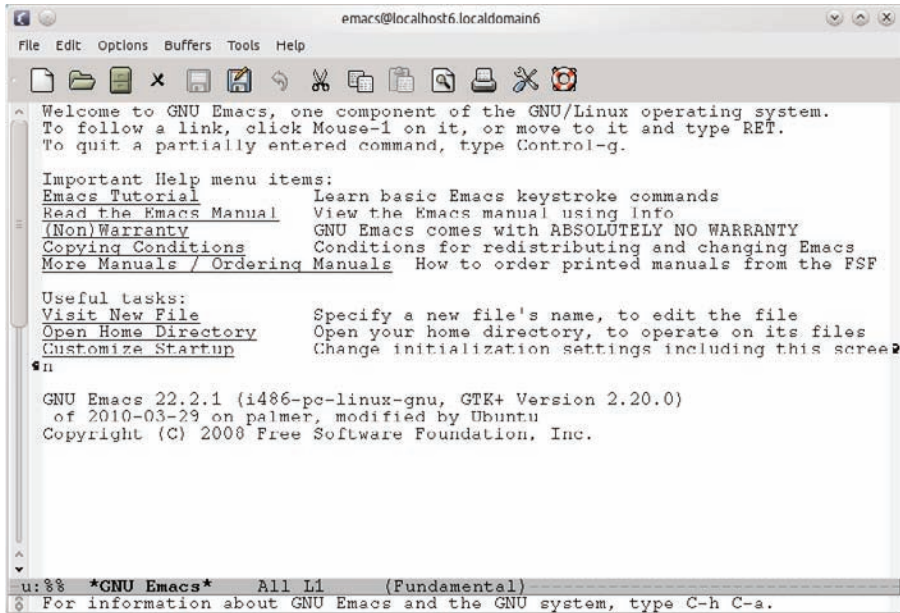 emacs@localhost6.localdomain6
File Edit Options Buffers Tools Help
Welcome to GNU Emacs, one component of the GNU/Linux operating system.
To follow a link, click Mouse-1 on it, or move to it and type RET.
To quit a partially entered command, type Control-g.
Important Help menu items:
Emacs Tutorial Learn basic Emacs keystroke commands
Read the Emacs Manual View the Emacs manual using Info
(Non)Warranty GNU Emacs comes with ABSOLUTELY NO WARRANTY
Copying Conditions Conditions for redistributing and changing Emacs
More Manuals / Ordering Manuals How to order printed manuals from the FSF
Useful tasks:
Visit New File Specify a new file's name, to edit the file
Open Home Directory Open your home directory, to operate on its files
Customize Startup Change initialization settings including this scree
n
GNU Emacs 22.2.1 (i486-pc-linux-gnu, GTK+ Version 2.20.0)
of 2010-03-29 on palmer, modified by Ubuntu
Copyright (C) 2008 Free Software Foundation, Inc.
-u:%% *GNU Emacs* All L1 (Fundamental)
For information about GNU Emacs and the GNU system, type C-h C-a.